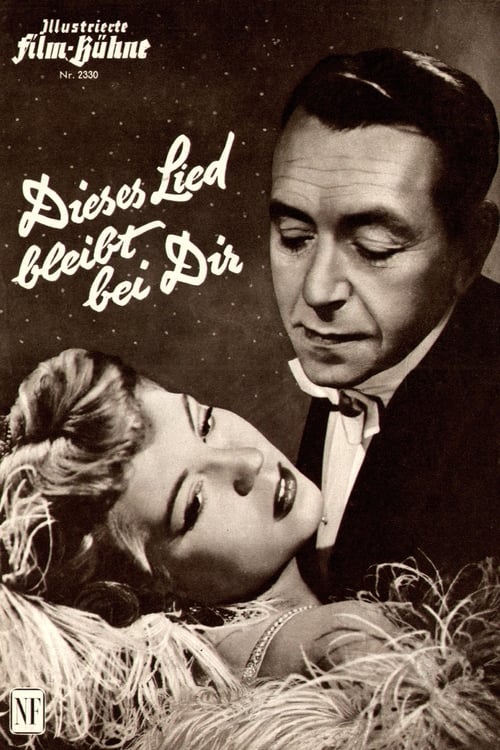 Illustrierte
Film-Bühne
Nr. 2330
Dieses Lied
bleibt
bei Dir
NF